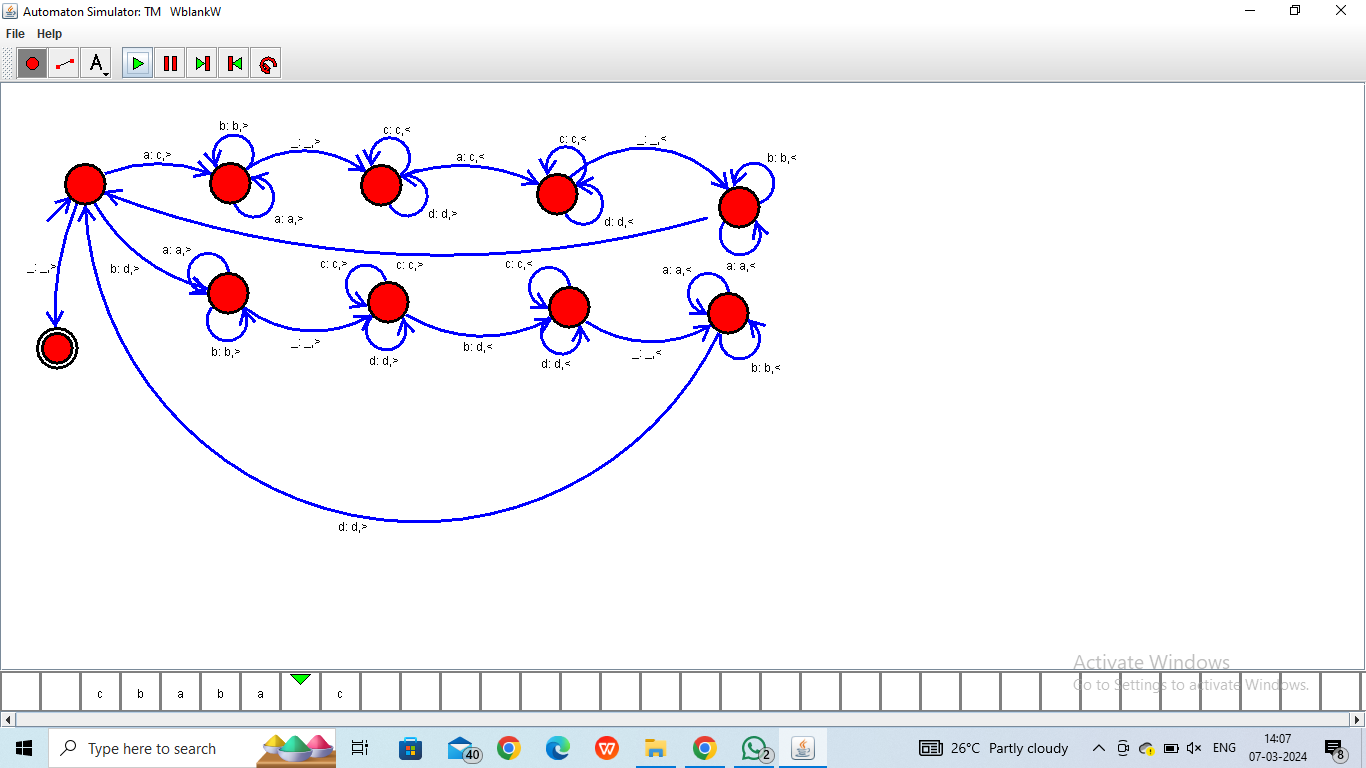 Automaton Simulator: TM WblankW
File Help
A
b: b,>
c: c,<
c: c,<
_: _,<
_: _,>
a: c,>
a: c,<
b: b,<
a: a,>
d: d,>
d: d,<
a: a,<
_: _,>
b: d,>
a: a,>
c: c,>
c: c,>
c: c,<
a: a,<
b: b,>
_: _,>
d: d,>
b: d,<
d: d,<
_: _,<
b: b,<
d: d,>
Activate Windows
Go to Settings to activate Windows.
c b a b a c
Type here to search
40
W
2
26°C Partly cloudy
ENG
14:07
07-03-2024
8